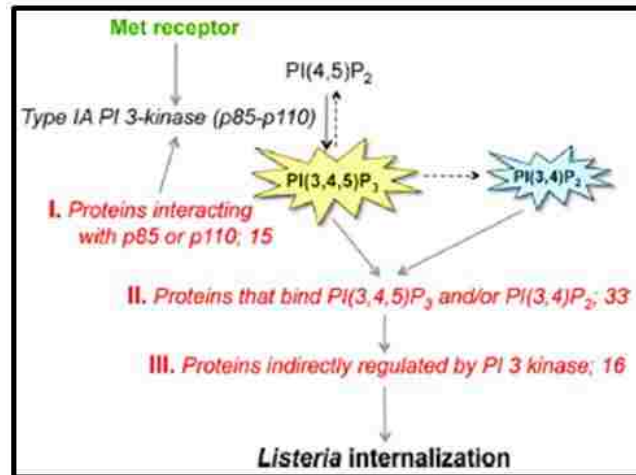 Met receptor
PI(4,5)P₂
Type IA PI 3-kinase (p85-p110)
PI(3,4,5)P₃
PI(3,4)P₂
I. Proteins interacting
with p85 or p110; 15
II. Proteins that bind PI(3,4,5)P₃ and/or PI(3,4)P₂; 33
III. Proteins indirectly regulated by PI 3 kinase; 16
Listeria internalization